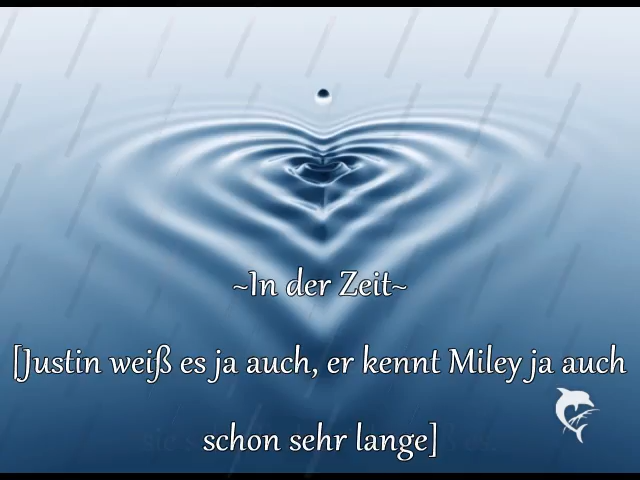 ~In der Zeit~
[Justin weiß es ja auch, er kennt Miley ja auch
schon sehr lange]